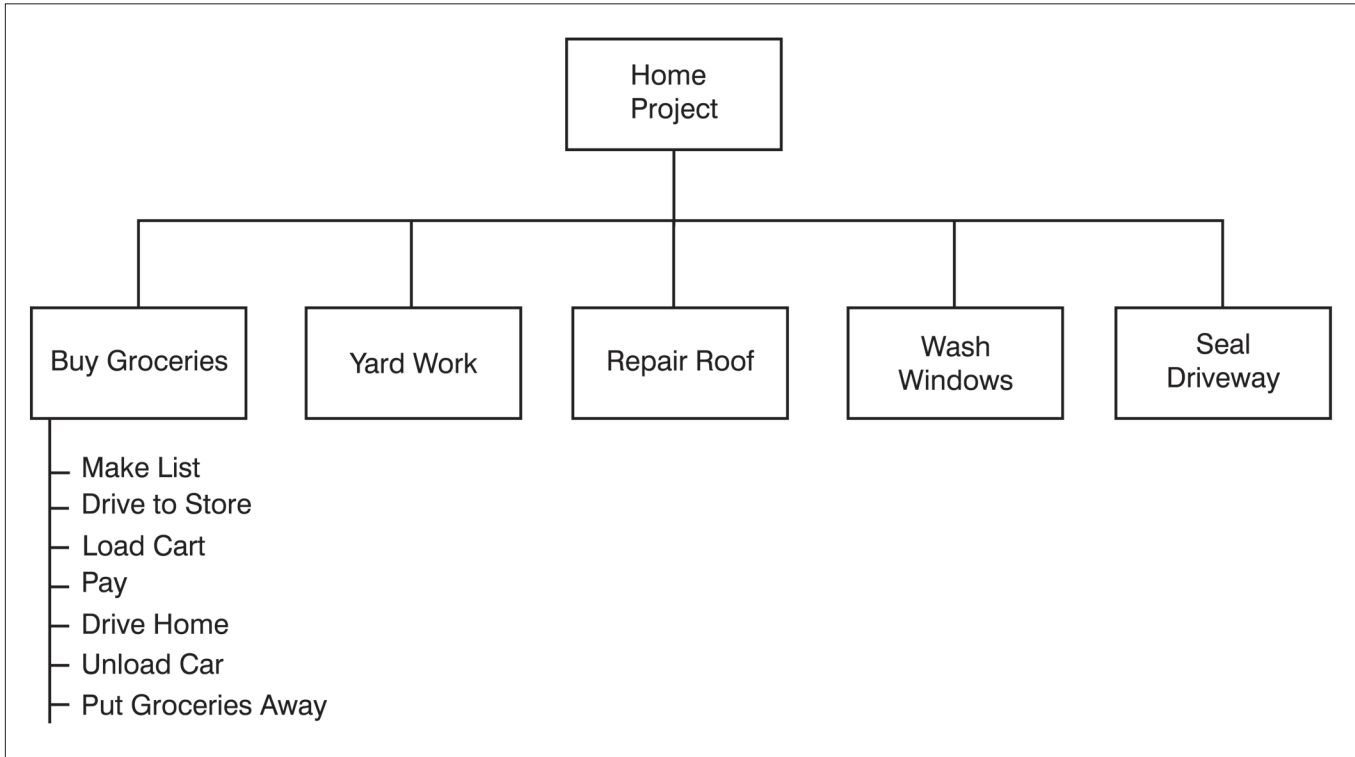 Home
Project
Buy Groceries
Yard Work
Repair Roof
Wash
Windows
Seal
Driveway
Make List
Drive to Store
Load Cart
Pay
Drive Home
Unload Car
Put Groceries Away